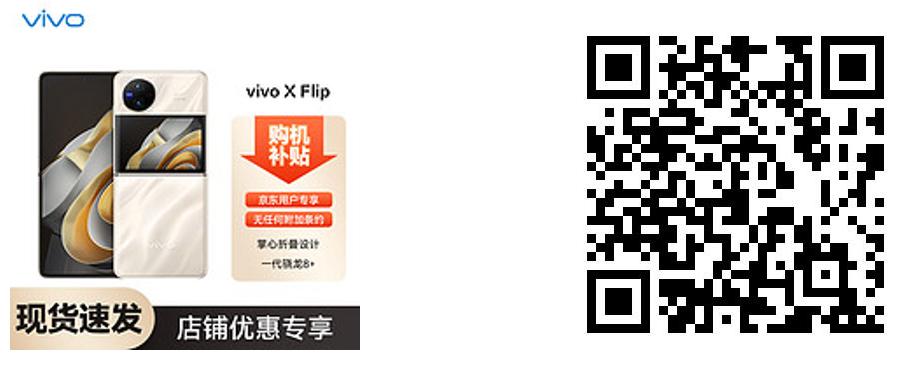 vivo
vivo X Flip
购机
补贴
京东用户专享
无任何附加条约
掌心折叠设计
一代骁龙8+
vivo
现货速发
店铺优惠专享